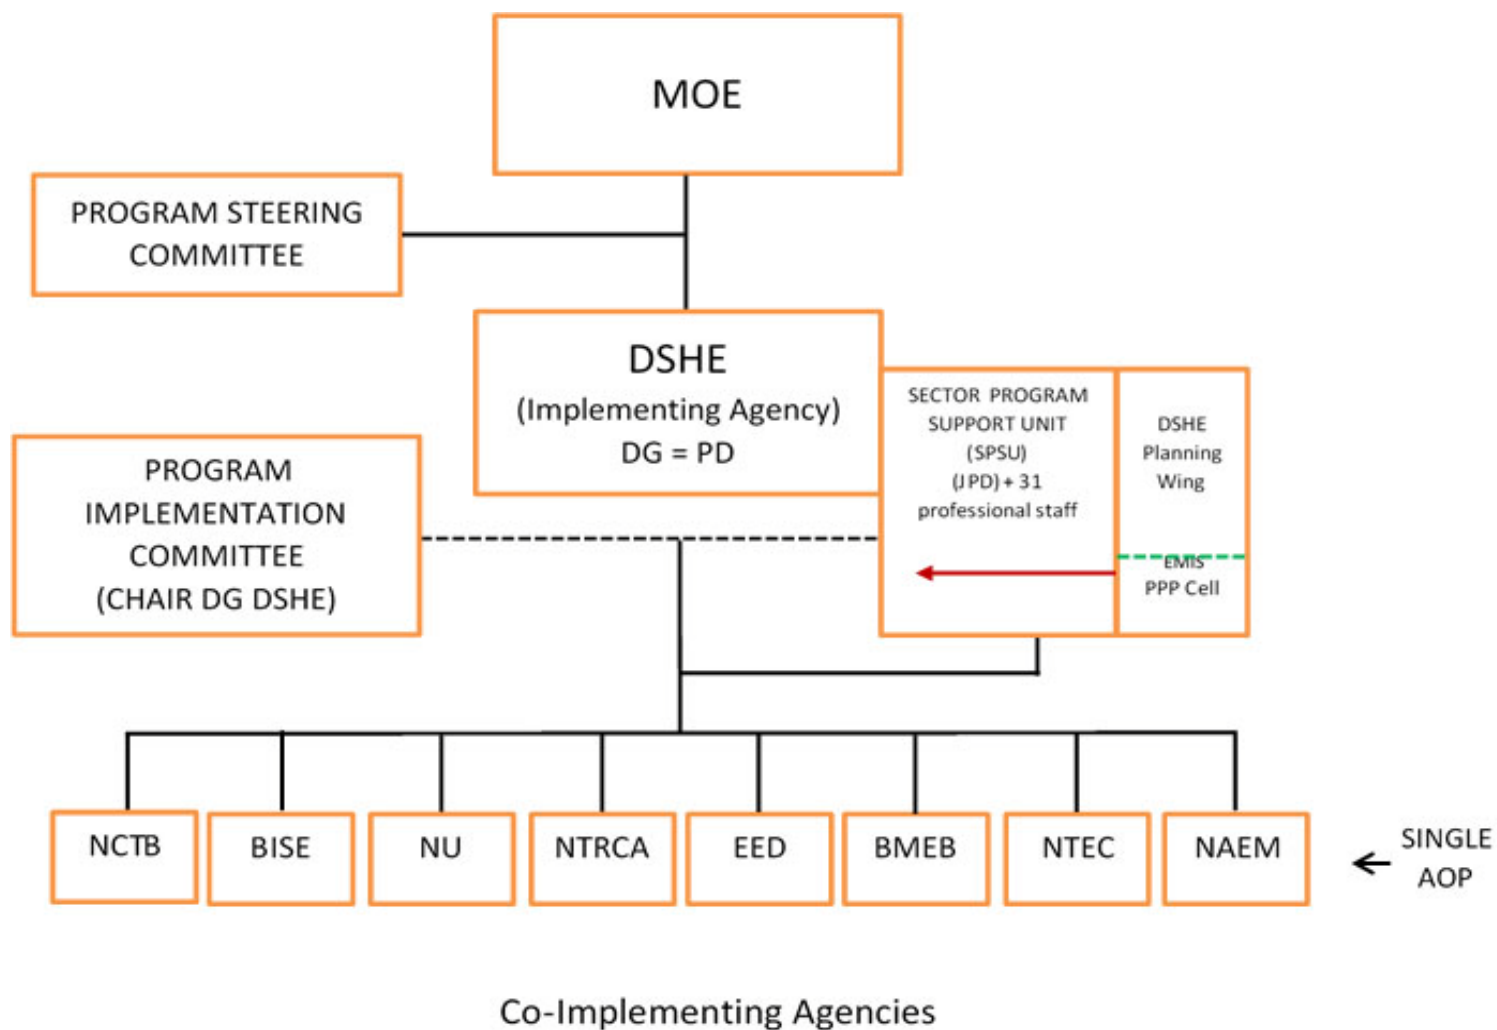 MOE
PROGRAM STEERING
COMMITTEE
DSHE
(Implementing Agency)
DG = PD
SECTOR PROGRAM
SUPPORT UNIT
(SPSU)
(JPD) + 31
professional staff
DSHE
Planning
Wing
EMIS
PPP Cell
PROGRAM
IMPLEMENTATION
COMMITTEE
(CHAIR DG DSHE)
NCTB
BISE
NU
NTRCA
EED
BMEB
NTEC
NAEM
SINGLE
AOP
Co-Implementing Agencies